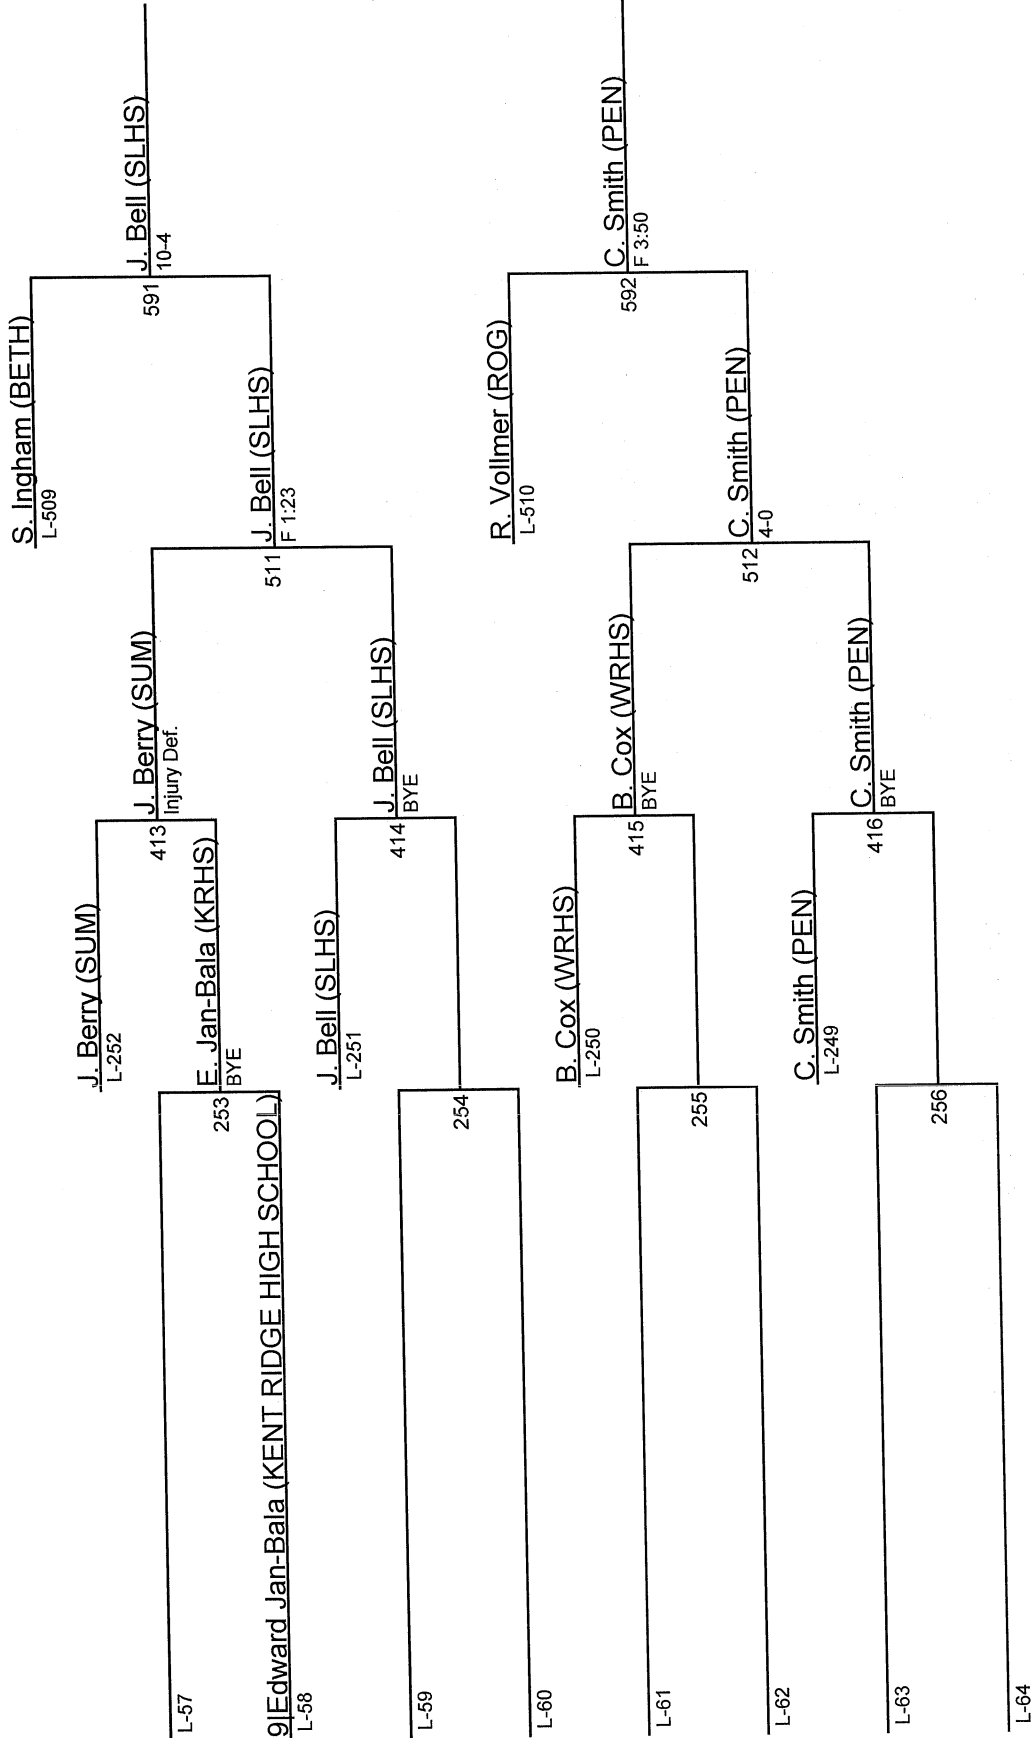 S. Ingham (BETH)
L-509
J. Bell (SLHS)
10-4
591
J. Bell (SLHS)
F 1:23
511
J. Berry (SUM)
Injury Def.
413
J. Berry (SUM)
L-252
E. Jan-Bala (KRHS)
BYE
253
L-57
9|Edward Jan-Bala (KENT RIDGE HIGH SCHOOL)
L-58
J. Bell (SLHS)
BYE
414
J. Bell (SLHS)
L-251
254
L-59
L-60
R. Vollmer (ROG)
L-510
C. Smith (PEN)
F 3:50
592
C. Smith (PEN)
4-0
512
B. Cox (WRHS)
BYE
415
B. Cox (WRHS)
L-250
255
L-61
L-62
C. Smith (PEN)
BYE
416
C. Smith (PEN)
L-249
256
L-63
L-64